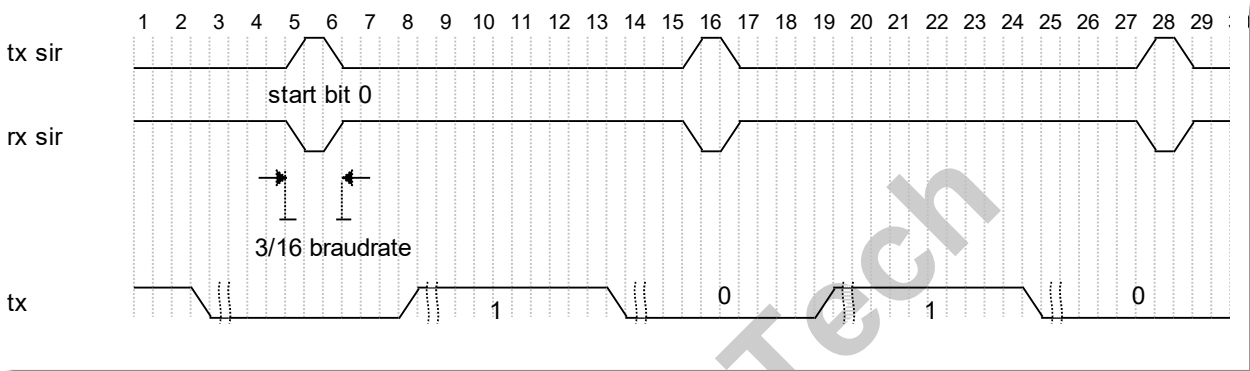 1 2 3 4 5 6 7 8 9 10 11 12 13 14 15 16 17 18 19 20 21 22 23 24 25 26 27 28 29
tx sir
start bit 0
rx sir
3/16 braudrate
tx
1 0 1 0
Tech